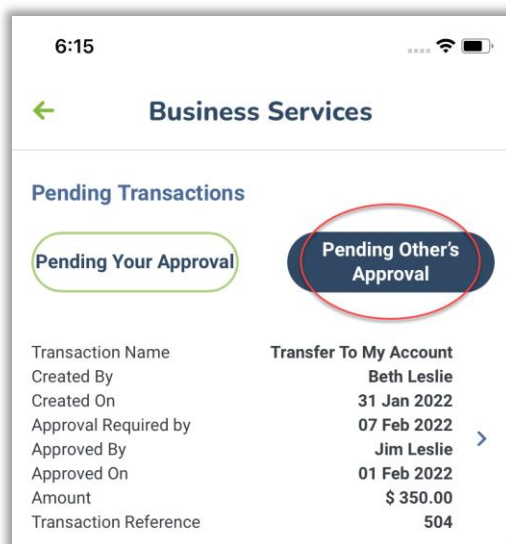 6:15
Business Services
Pending Transactions
Pending Your Approval
Pending Other's
Approval
Transaction Name Transfer To My Account
Created By Beth Leslie
Created On 31 Jan 2022
Approval Required by 07 Feb 2022
Approved By Jim Leslie
Approved On 01 Feb 2022
Amount $ 350.00
Transaction Reference 504